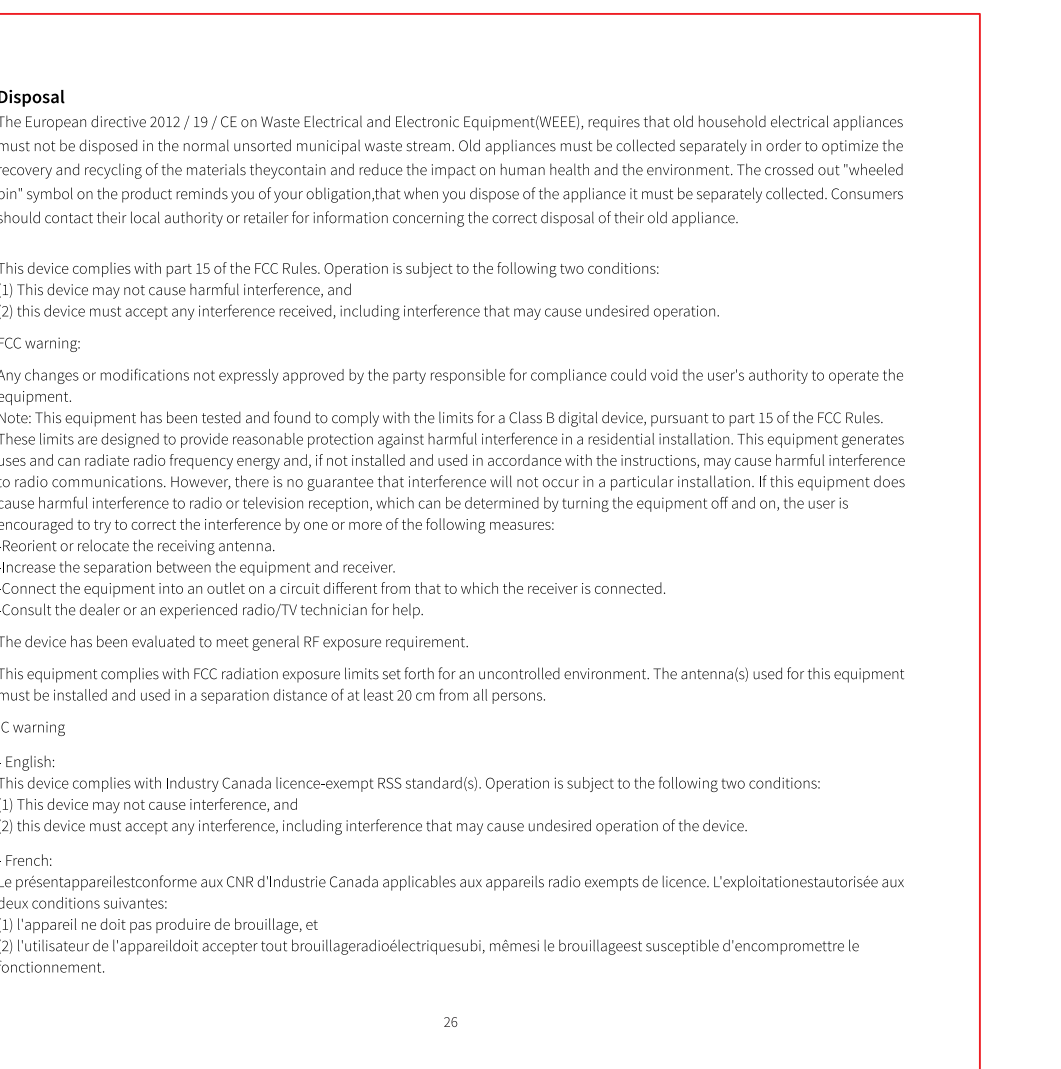 Disposal
The European directive 2012 / 19 / CE on Waste Electrical and Electronic Equipment(WEEE), requires that old household electrical appliances
must not be disposed in the normal unsorted municipal waste stream. Old appliances must be collected separately in order to optimize the
recovery and recycling of the materials theycontain and reduce the impact on human health and the environment. The crossed out "wheeled
bin" symbol on the product reminds you of your obligation,that when you dispose of the appliance it must be separately collected. Consumers
should contact their local authority or retailer for information concerning the correct disposal of their old appliance.
This device complies with part 15 of the FCC Rules. Operation is subject to the following two conditions:
(1) This device may not cause harmful interference, and
(2) this device must accept any interference received, including interference that may cause undesired operation.
FCC warning:
Any changes or modifications not expressly approved by the party responsible for compliance could void the user's authority to operate the
equipment.
Note: This equipment has been tested and found to comply with the limits for a Class B digital device, pursuant to part 15 of the FCC Rules.
These limits are designed to provide reasonable protection against harmful interference in a residential installation. This equipment generates
uses and can radiate radio frequency energy and, if not installed and used in accordance with the instructions, may cause harmful interference
to radio communications. However, there is no guarantee that interference will not occur in a particular installation. If this equipment does
cause harmful interference to radio or television reception, which can be determined by turning the equipment off and on, the user is
encouraged to try to correct the interference by one or more of the following measures:
-Reorient or relocate the receiving antenna.
-Increase the separation between the equipment and receiver.
-Connect the equipment into an outlet on a circuit different from that to which the receiver is connected.
-Consult the dealer or an experienced radio/TV technician for help.
The device has been evaluated to meet general RF exposure requirement.
This equipment complies with FCC radiation exposure limits set forth for an uncontrolled environment. The antenna(s) used for this equipment
must be installed and used in a separation distance of at least 20 cm from all persons.
IC warning
- English:
This device complies with Industry Canada licence-exempt RSS standard(s). Operation is subject to the following two conditions:
(1) This device may not cause interference, and
(2) this device must accept any interference, including interference that may cause undesired operation of the device.
- French:
Le présentappareilestconforme aux CNR d'Industrie Canada applicables aux appareils radio exempts de licence. L'exploitationestautorisée aux
deux conditions suivantes:
(1) l'appareil ne doit pas produire de brouillage, et
(2) l'utilisateur de l'appareildoit accepter tout brouillageradioélectriquesubi, mêmesi le brouillageest susceptible d'encompromettre le
fonctionnement.
26